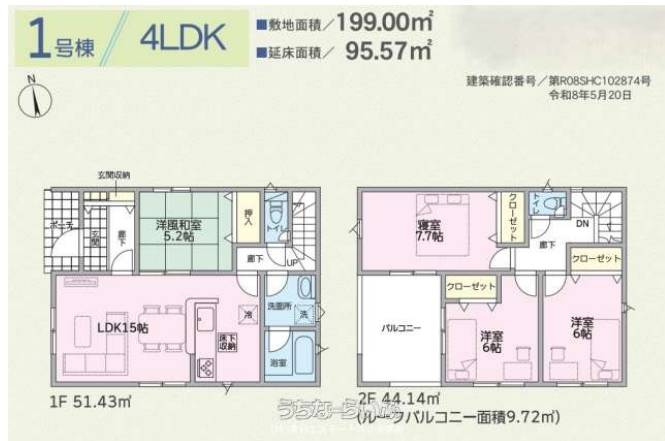 1号棟 4LDK
■敷地面積／199.00㎡
■延床面積／95.57㎡
建築確認番号／第R08SHC102874号
令和8年5月20日
N
玄関収納
ポーチ
玄関
廊下
洋風和室
5.2帖
押入
トイレ
廊下
UP
LDK15帖
冷
床下
収納
洗面所
洗
浴室
1F 51.43㎡
寝室
7.7帖
クローゼット
トイレ
DN
廊下
クローゼット
クローゼット
バルコニー
洋室
6帖
洋室
6帖
2F 44.14㎡
(ルーフバルコニー面積9.72㎡)
うちなーらいふ